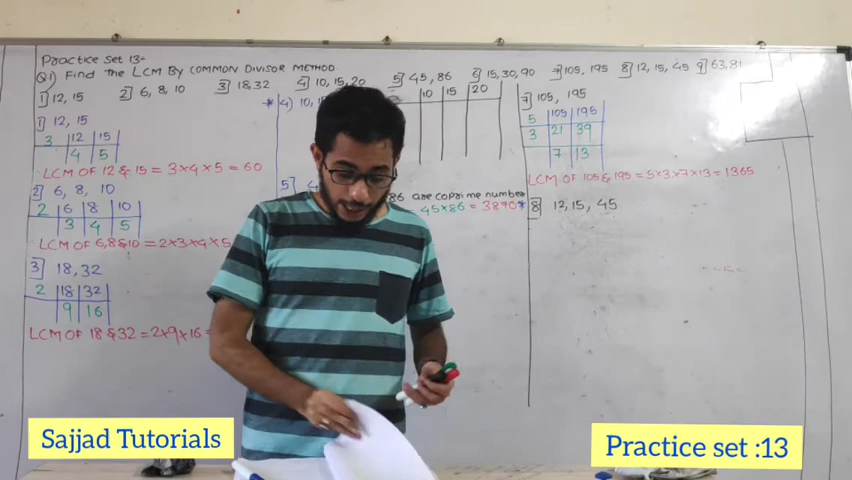 Practice Set 13:-
Q1) Find the LCM By COMMON DIVISOR METHOD
1] 12, 15 2] 6, 8, 10 3] 18,32 4] 10, 15, 20 5] 45, 86 6] 15, 30, 90 7] 105, 195 8] 12, 15, 45 9] 63,81
1] 12, 15
3 12 15
4 5
LCM OF 12 & 15 = 3×4×5 = 60
2] 6, 8, 10
2 6 8 10
3 4 5
LCM OF 6,8 & 10 = 2×3×4×5
3] 18, 32
2 18 32
9 16
LCM OF 18 & 32 = 2×9×16 =
* 4) 10,
10 15 20
5]
86 are coprime number
45×86 = 3870 *
7] 105, 195
5 105 195
3 21 39
7 13
LCM OF 105 & 195 = 5×3×7×13 = 1365
8] 12, 15, 45
Sajjad Tutorials
Practice set :13